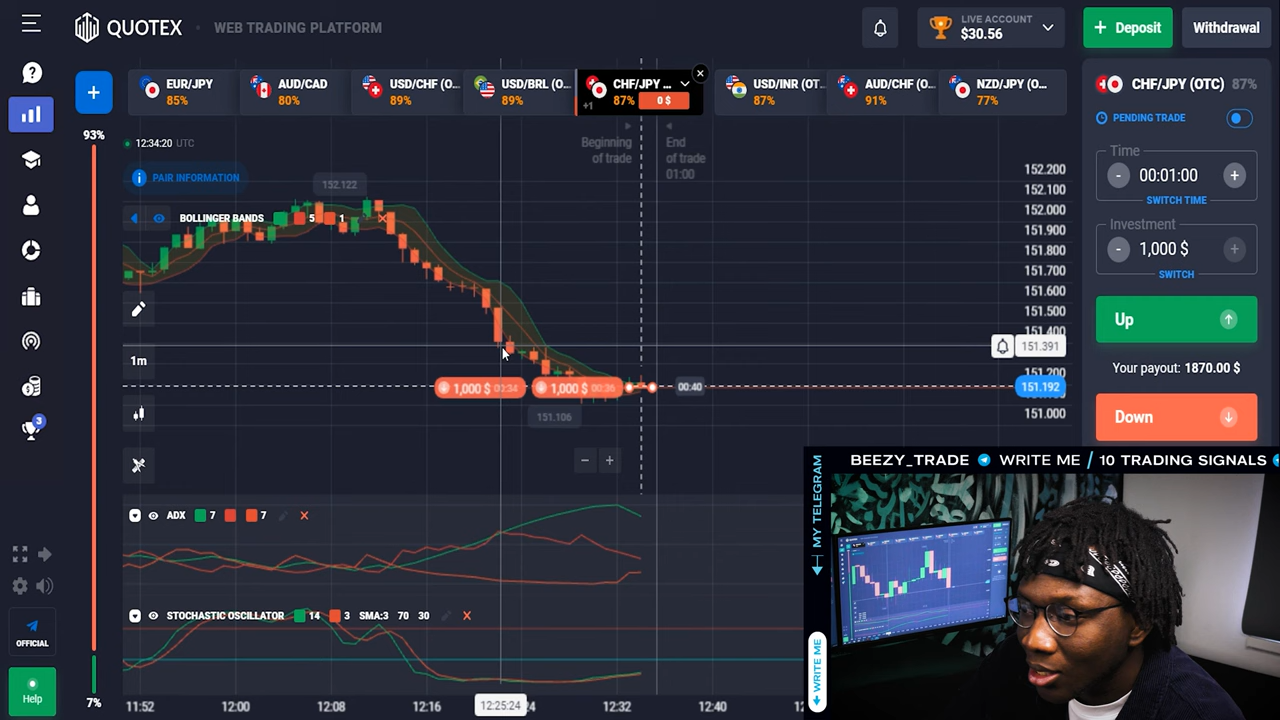 QUOTEX
WEB TRADING PLATFORM
LIVE ACCOUNT
$30.56
+ Deposit
Withdrawal
+
EUR/JPY
85%
AUD/CAD
80%
USD/CHF (O...
89%
USD/BRL (O...
89%
CHF/JPY ...
+1
87%
0 $
USD/INR (OT...
87%
AUD/CHF (O...
91%
NZD/JPY (O...
77%
CHF/JPY (OTC) 87%
PENDING TRADE
Time
- 00:01:00 +
SWITCH TIME
Investment
- 1,000 $ +
SWITCH
Up
Your payout: 1870.00 $
Down
93%
7%
12:34:20 UTC
PAIR INFORMATION
BOLLINGER BANDS 5 1
Beginning
of trade
End
of trade
01:00
152.122
152.200
152.100
152.000
151.900
151.800
151.700
151.600
151.500
151.400
151.391
151.200
151.192
151.000
1m
1,000 $ 00:34
1,000 $ 00:36
00:40
151.106
- +
ADX 7 7
STOCHASTIC OSCILLATOR 14 3 SMA:3 70 30
11:52
12:00
12:08
12:16
12:25:24
12:32
12:40
3
OFFICIAL
Help
BEEZY_TRADE WRITE ME / 10 TRADING SIGNALS
MY TELEGRAM
WRITE ME